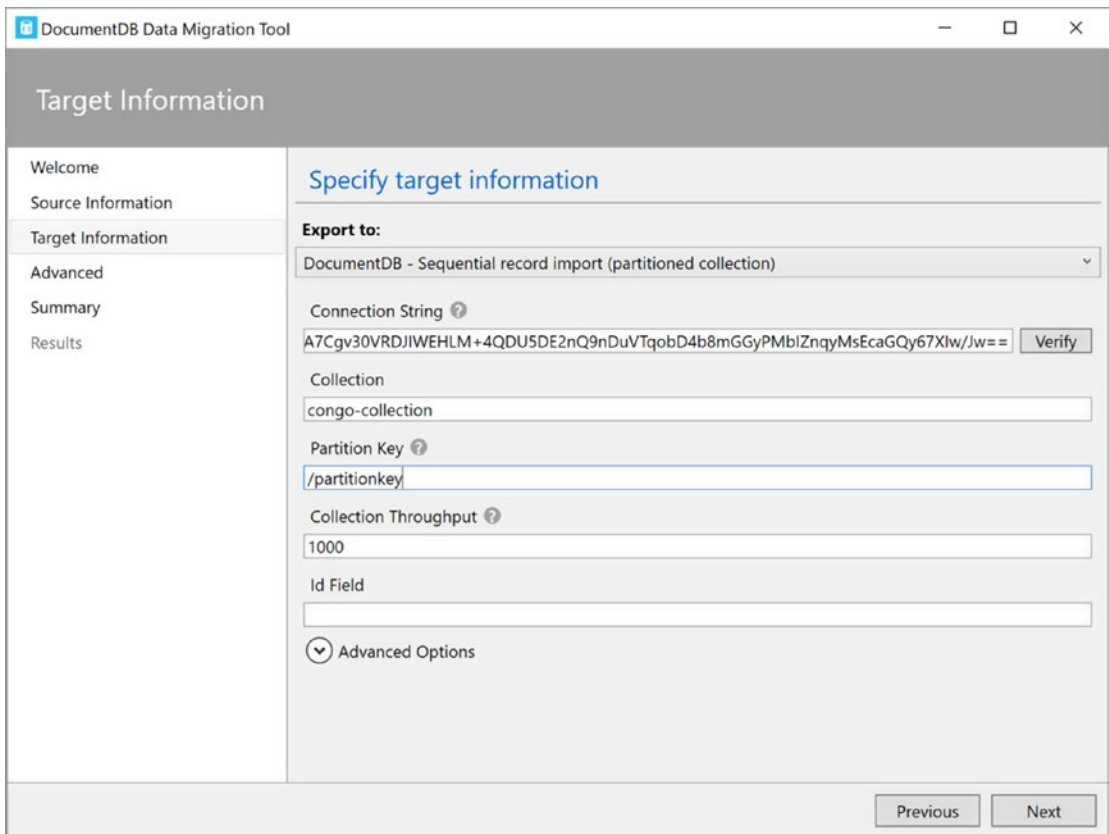 DocumentDB Data Migration Tool
Target Information
Welcome
Source Information
Target Information
Advanced
Summary
Results
Specify target information
Export to:
DocumentDB - Sequential record import (partitioned collection)
Connection String
A7Cgv30VRDJIWEHLM+4QDU5DE2nQ9nDuVTqobD4b8mGGyPMbIZnqyMsEcaGQy67XIw/Jw==
Verify
Collection
congo-collection
Partition Key
/partitionkey
Collection Throughput
1000
Id Field
Advanced Options
Previous
Next